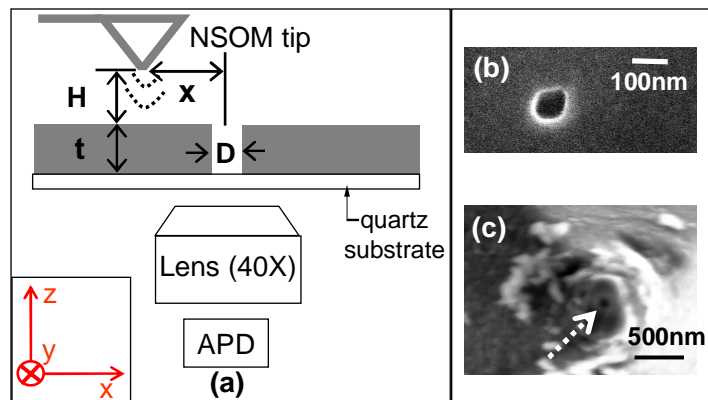 NSOM tip
H
x
t
D
quartz
substrate
Lens (40X)
APD
(a)
z
y
x
(b)
100nm
(c)
500nm